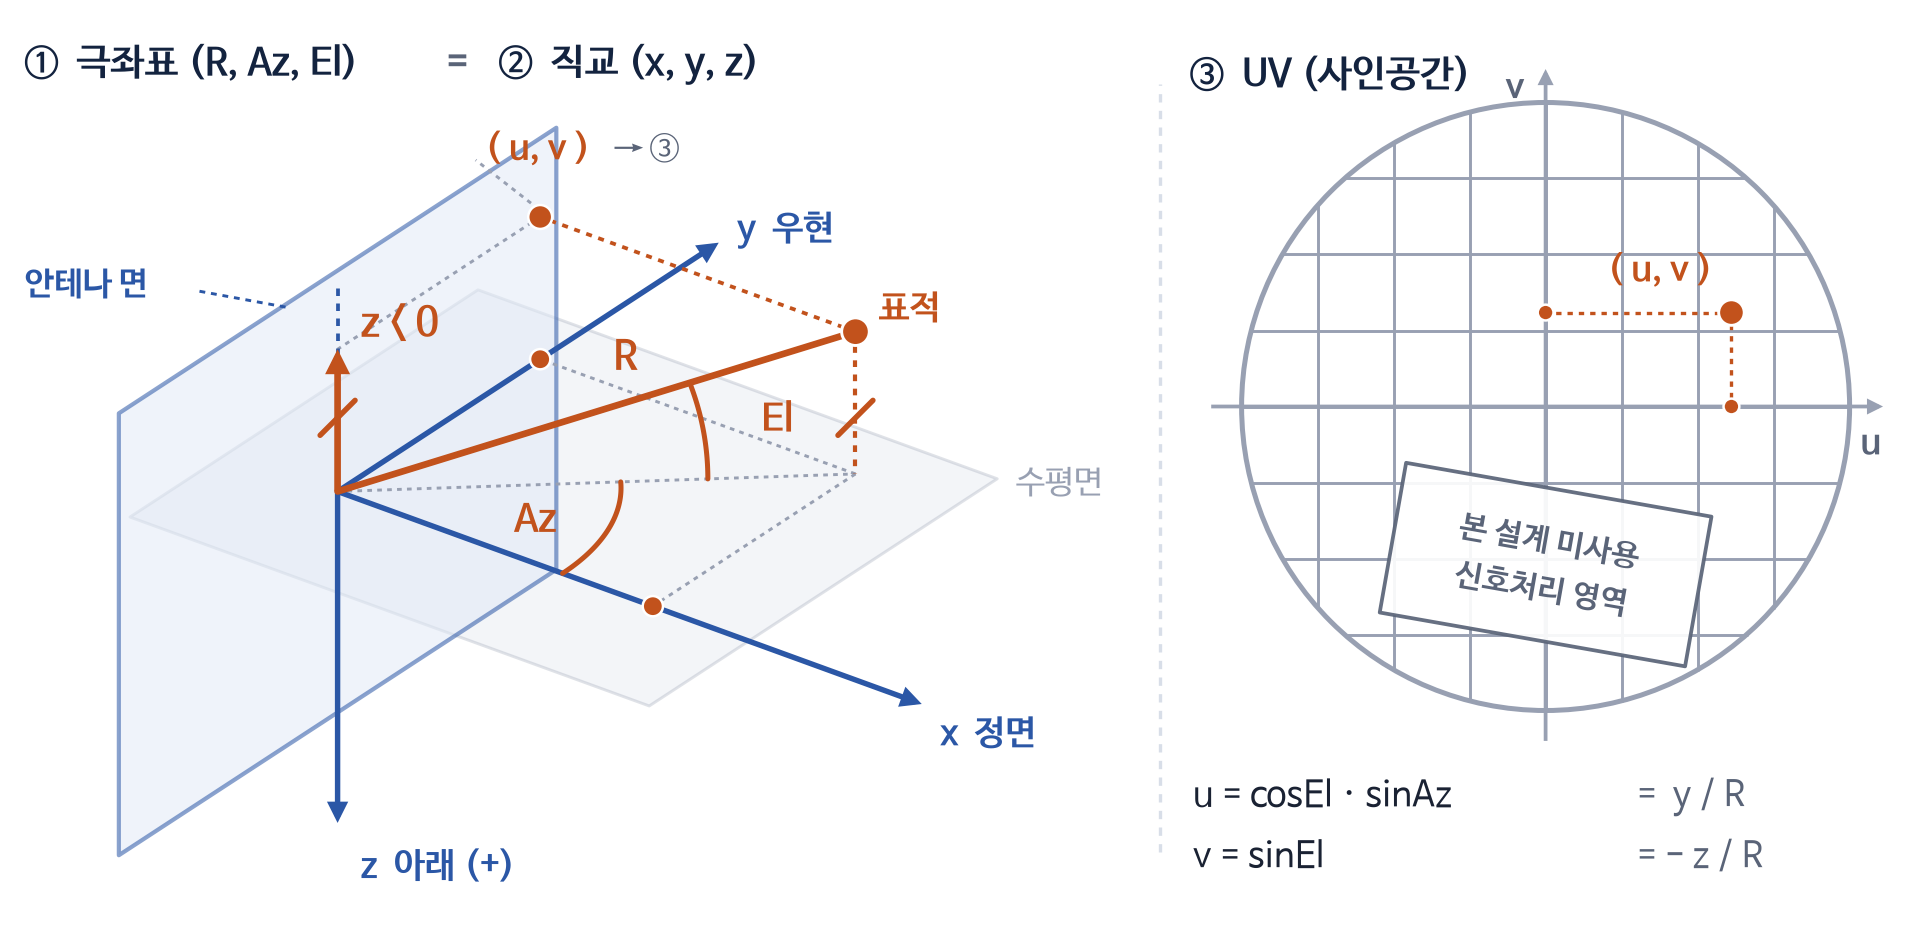 ① 극좌표 (R, Az, El) = ② 직교 (x, y, z)
(u, v) → ③
y 우현
안테나 면
z < 0
표적
R
El
수평면
Az
x 정면
z 아래 (+)
③ UV (사인공간)
v
(u, v)
u
본 설계 미사용
신호처리 영역
u = cosEl · sinAz = y / R
v = sinEl = − z / R